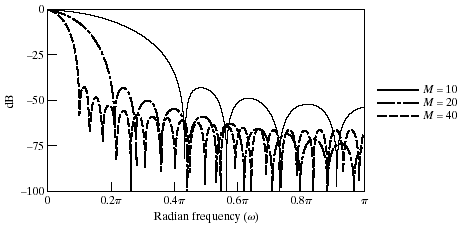 0
−25
−50
−75
−100
dB
0
0.2π
0.4π
0.6π
0.8π
π
Radian frequency (ω)
M = 10
M = 20
M = 40